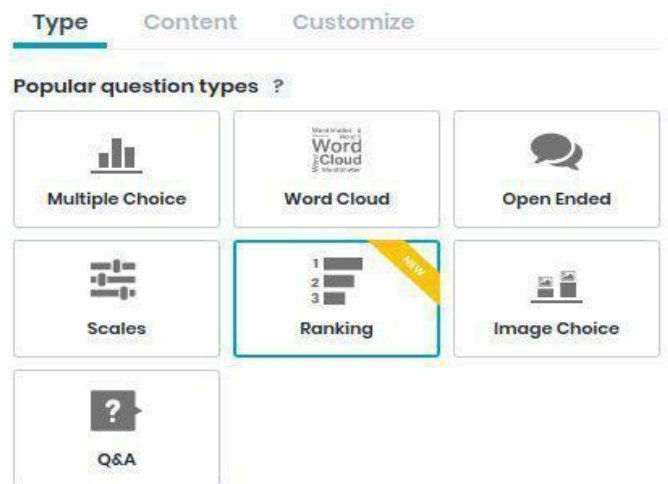 Type Content Customize
Popular question types ?
Word
Cloud
Multiple Choice Word Cloud Open Ended
NEW
1
2
3
Scales Ranking Image Choice
?
Q&A